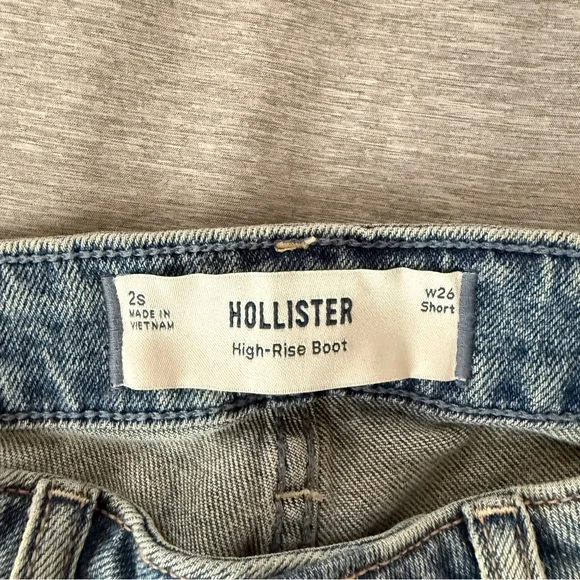 2S
MADE IN
VIETNAM
HOLLISTER
High-Rise Boot
W26
Short